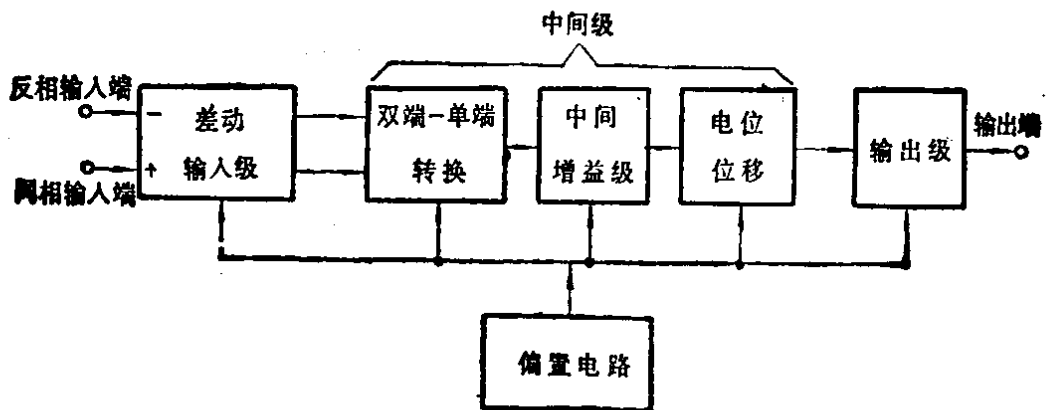 中间级
反相输入端
同相输入端
−
+
差动
输入级
双端-单端
转换
中间
增益级
电位
位移
输出级
输出端
偏置电路